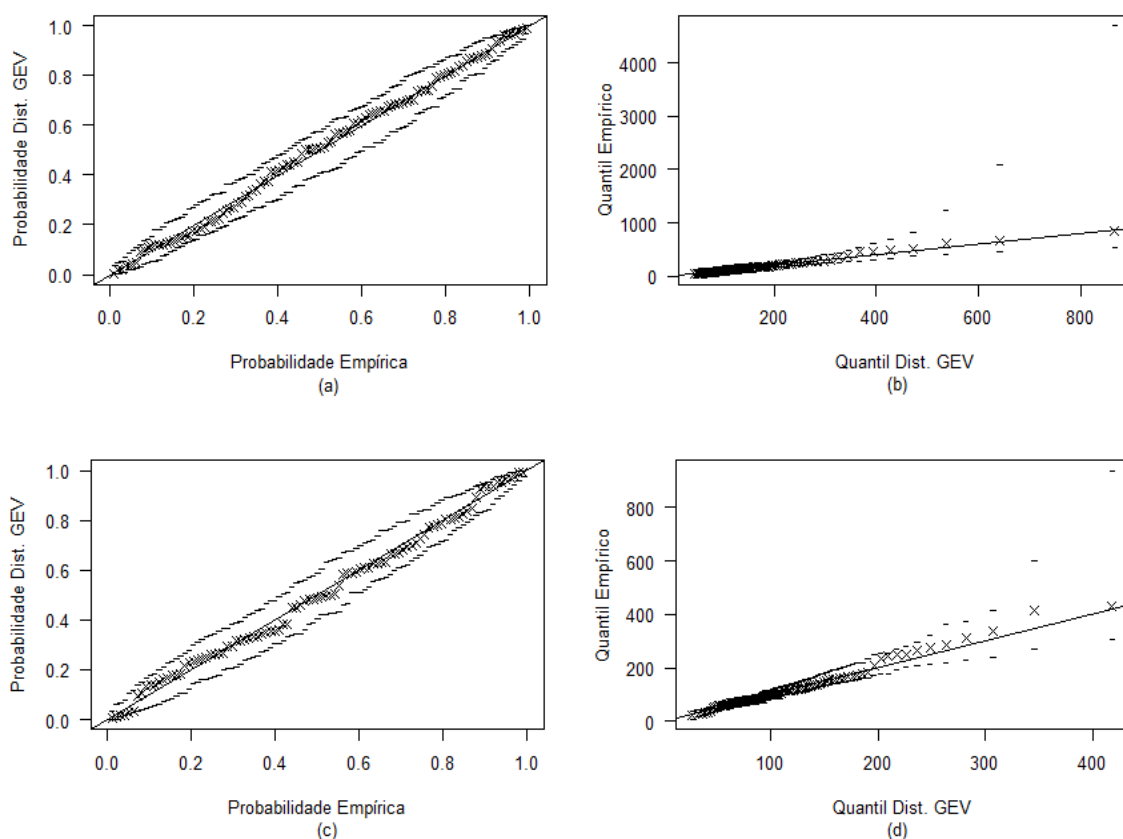 Probabilidade Dist. GEV
1.0
0.8
0.6
0.4
0.2
0.0
0.0 0.2 0.4 0.6 0.8 1.0
Probabilidade Empírica
(a)
Quantil Empírico
4000
3000
2000
1000
0
200 400 600 800
Quantil Dist. GEV
(b)
Probabilidade Dist. GEV
1.0
0.8
0.6
0.4
0.2
0.0
0.0 0.2 0.4 0.6 0.8 1.0
Probabilidade Empírica
(c)
Quantil Empírico
800
600
400
200
0
100 200 300 400
Quantil Dist. GEV
(d)